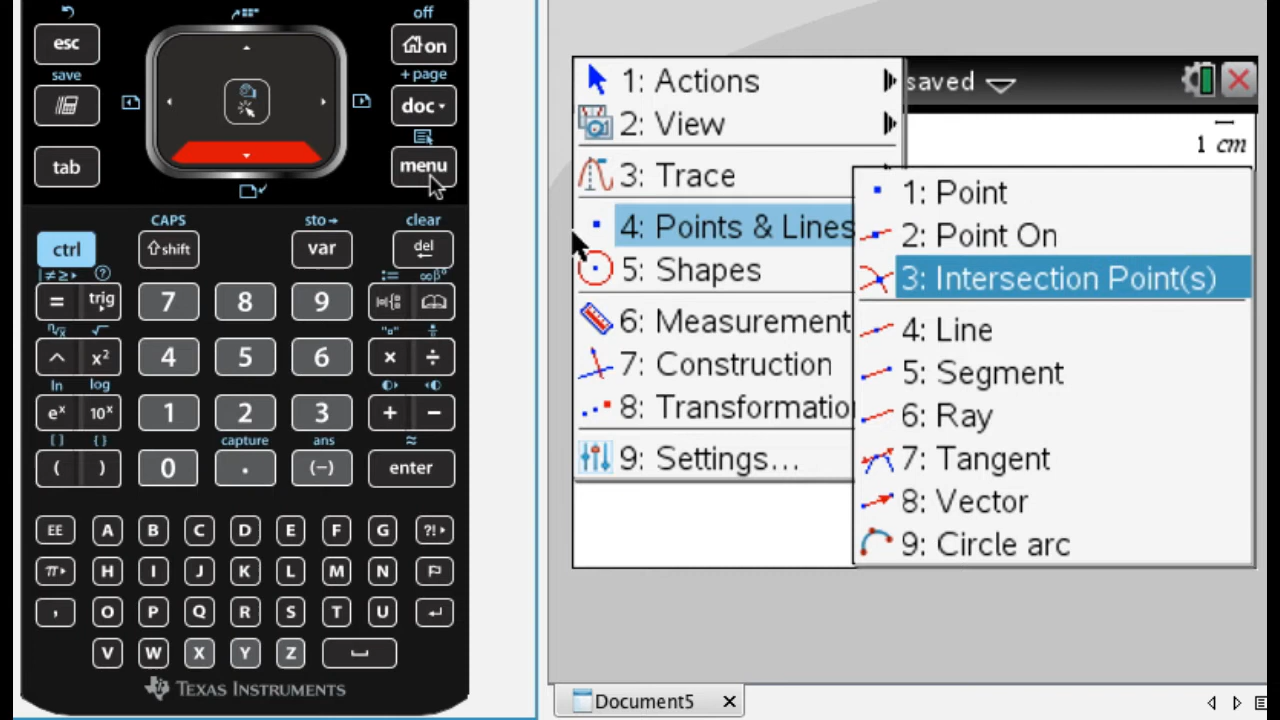 off
esc
on
save
+ page
doc
tab
menu
CAPS
sto→
clear
ctrl
⇧shift
var
del
|≠≥▸
?
:=
∞β°
=
trig
7
8
9
ⁿ√x
√
"▫"
^
x²
4
5
6
×
÷
ln
log
eˣ
10ˣ
1
2
3
+
−
[ ]
{ }
capture
ans
≈
(
)
0
.
(−)
enter
EE
A
B
C
D
E
F
G
?!▸
π▸
H
I
J
K
L
M
N
,
O
P
Q
R
S
T
U
↵
V
W
X
Y
Z
TEXAS INSTRUMENTS
saved
1 cm
1: Actions
2: View
3: Trace
4: Points & Lines
5: Shapes
6: Measurement
7: Construction
8: Transformatio
9: Settings...
1: Point
2: Point On
3: Intersection Point(s)
4: Line
5: Segment
6: Ray
7: Tangent
8: Vector
9: Circle arc
Document5